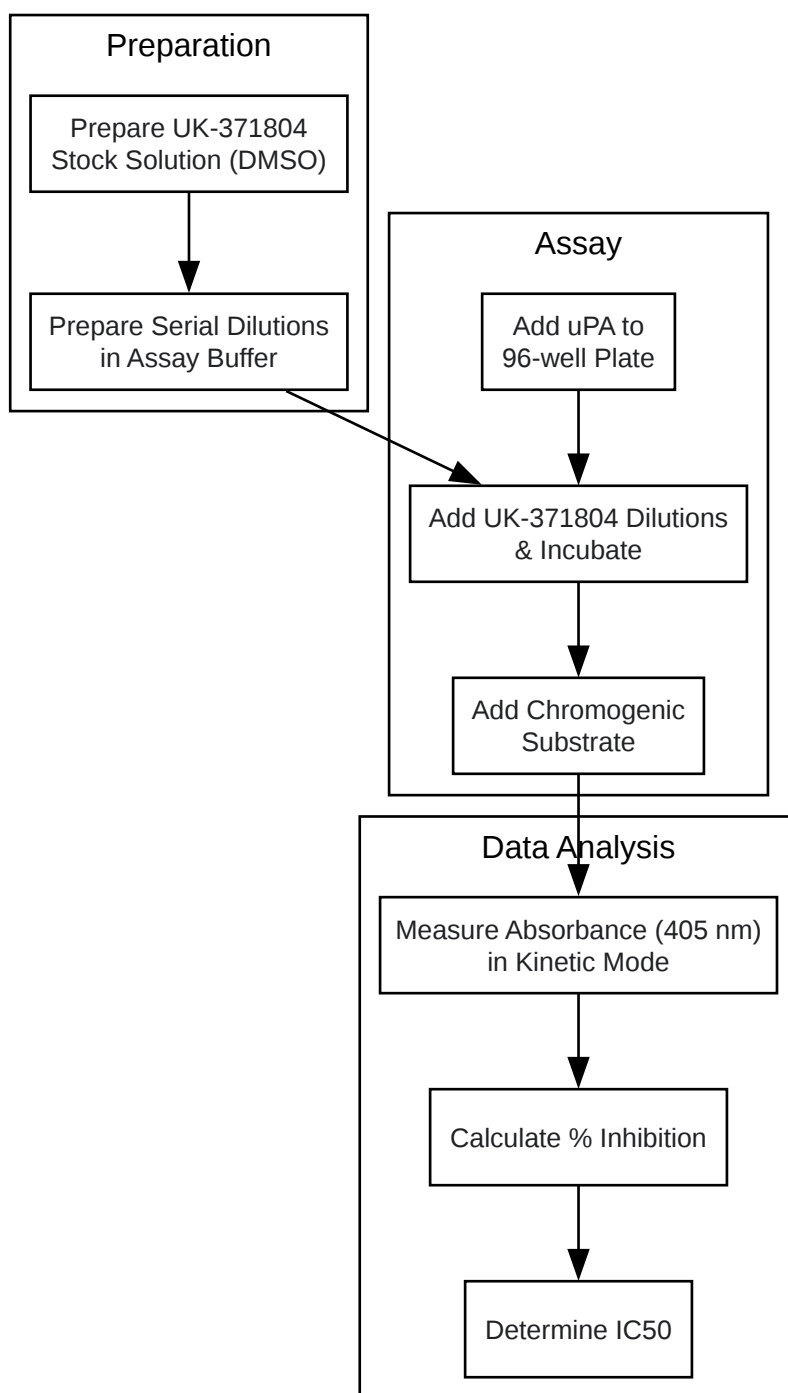 Preparation
Prepare UK-371804
Stock Solution (DMSO)
Prepare Serial Dilutions
in Assay Buffer
Assay
Add uPA to
96-well Plate
Add UK-371804 Dilutions
& Incubate
Add Chromogenic
Substrate
Data Analysis
Measure Absorbance (405 nm)
in Kinetic Mode
Calculate % Inhibition
Determine IC50